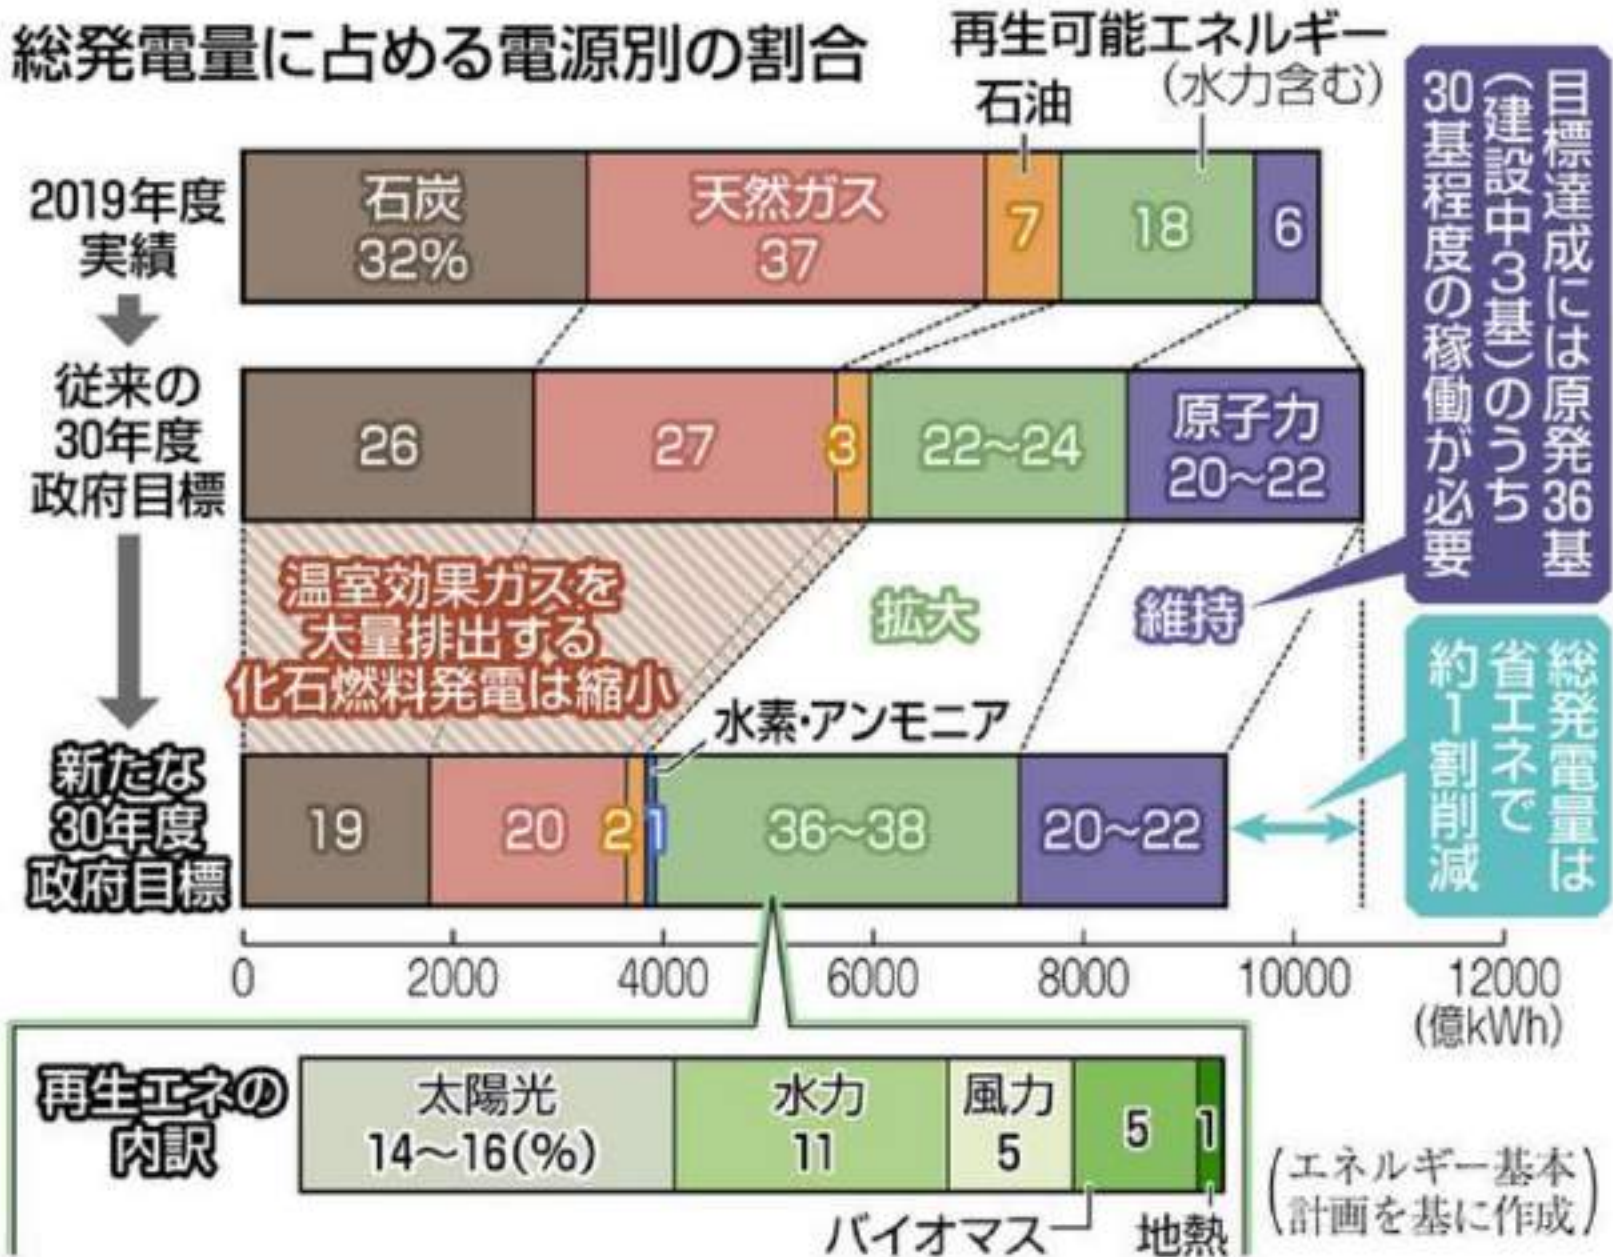 総発電量に占める電源別の割合
再生可能エネルギー
(水力含む)
石油
2019年度
実績
石炭
32%
天然ガス
37
7
18
6
従来の
30年度
政府目標
26
27
3
22〜24
原子力
20〜22
目標達成には原発36基
(建設中3基)のうち
30基程度の稼働が必要
温室効果ガスを
大量排出する
化石燃料発電は縮小
拡大
維持
水素・アンモニア
総発電量は
省エネで
約1割削減
新たな
30年度
政府目標
19
20
2
1
36〜38
20〜22
0
2000
4000
6000
8000
10000
12000
(億kWh)
再生エネの
内訳
太陽光
14〜16(%)
水力
11
風力
5
5
1
バイオマス
地熱
(エネルギー基本
計画を基に作成)